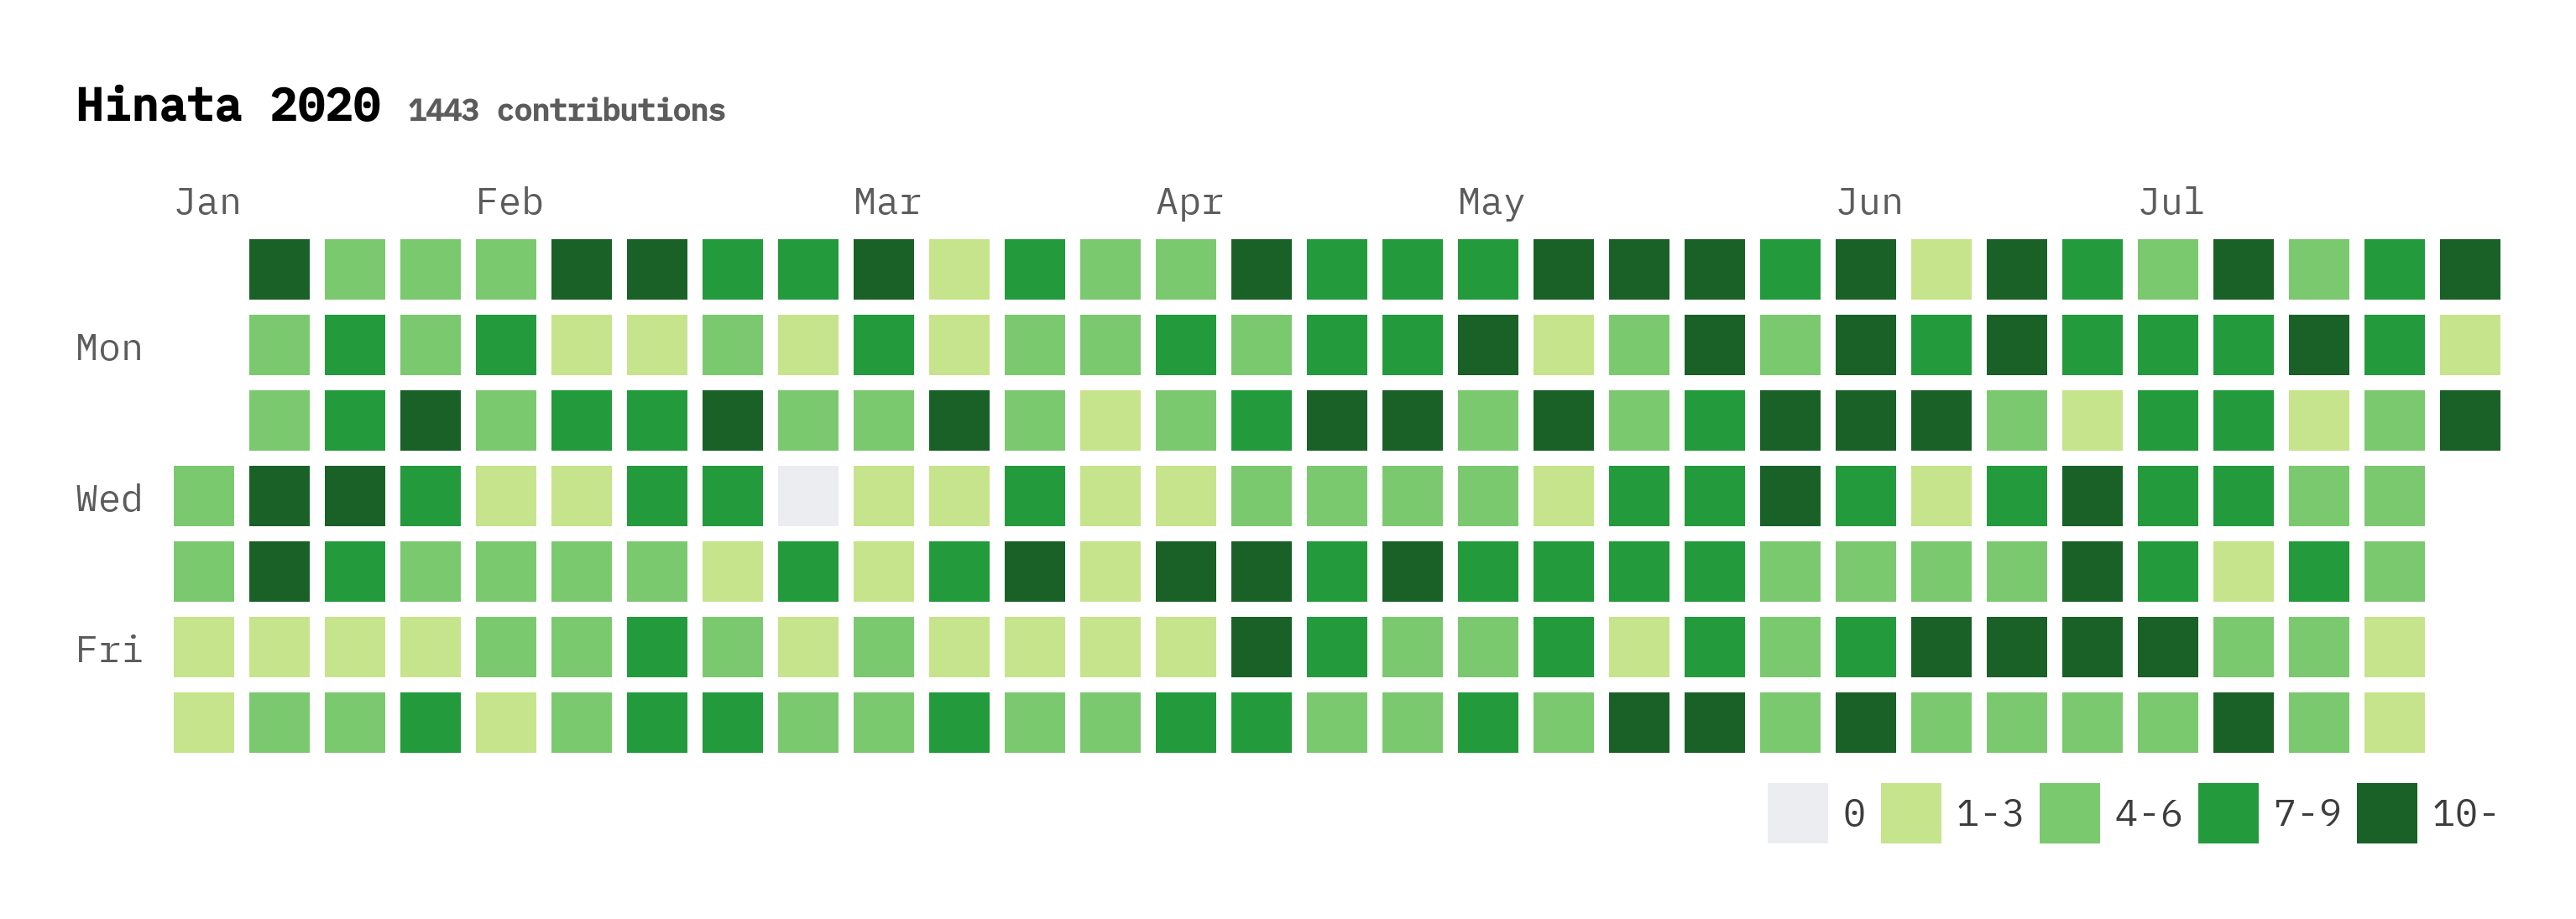 Hinata 2020 1443 contributions
Jan Feb Mar Apr May Jun Jul
Mon
Wed
Fri
0 1-3 4-6 7-9 10-